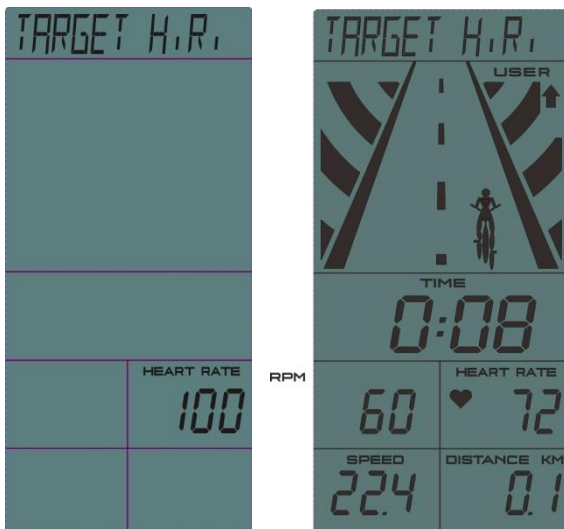 TARGET H.R.
HEART RATE
100
TARGET H.R.
USER
TIME
0:08
RPM
60
HEART RATE
72
SPEED
22.4
DISTANCE KM
0.1